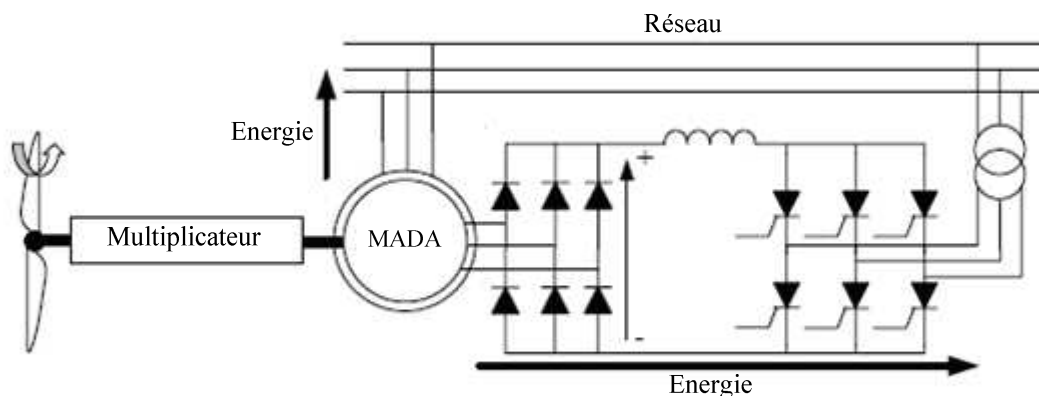 Réseau
Energie
+
Multiplicateur
MADA
-
Energie